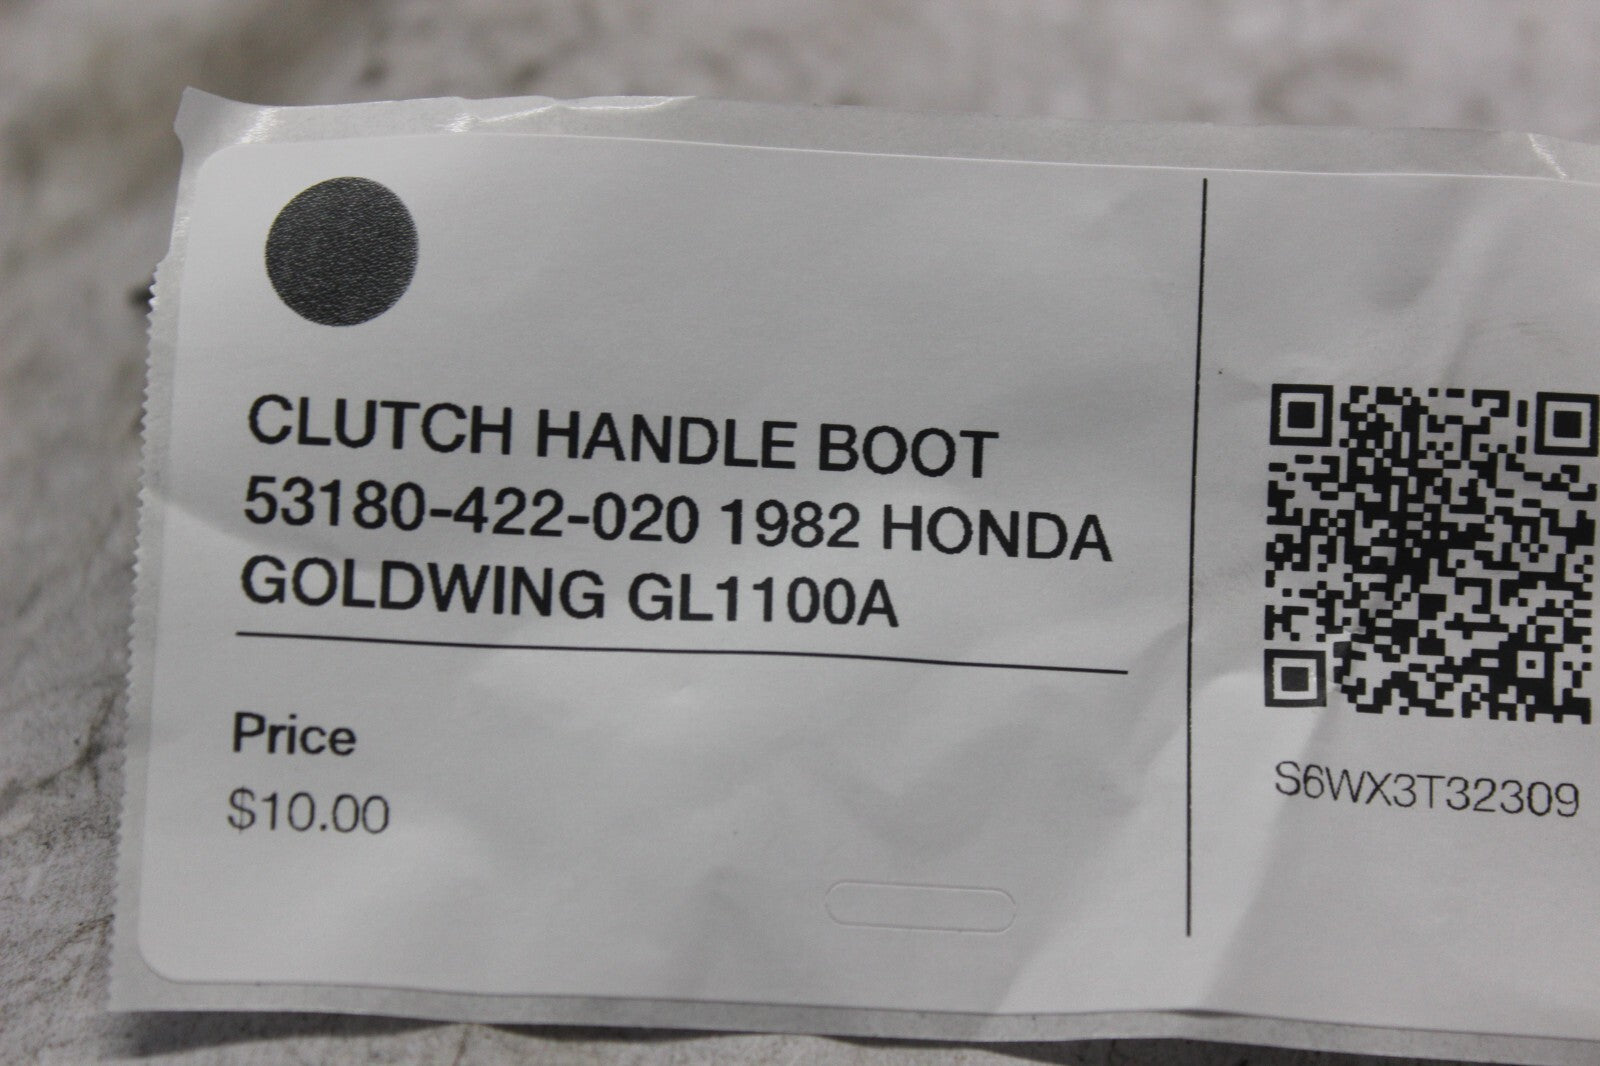 CLUTCH HANDLE BOOT
53180-422-020 1982 HONDA
GOLDWING GL1100A
Price
$10.00
S6WX3T32309